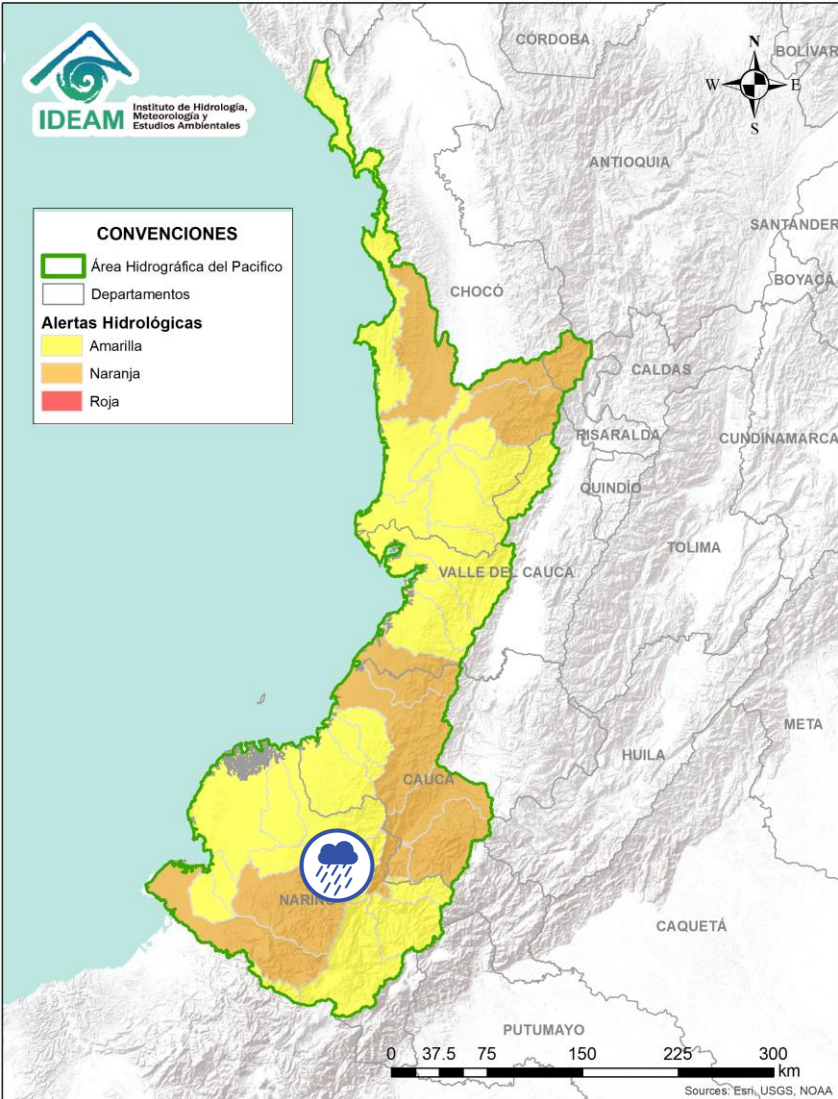 IDEAM
Instituto de Hidrología,
Meteorología y
Estudios Ambientales
CÓRDOBA
BOLÍVAR
N
W
E
S
ANTIOQUIA
SANTANDER
BOYACÁ
CONVENCIONES
Área Hidrográfica del Pacifico
Departamentos
Alertas Hidrológicas
Amarilla
Naranja
Roja
CHOCÓ
CALDAS
RISARALDA
CUNDINAMARCA
QUINDÍO
TOLIMA
VALLE DEL CAUCA
META
HUILA
CAUCA
NARIÑO
CAQUETÁ
PUTUMAYO
0 37.5 75 150 225 300
km
Sources: Esri, USGS, NOAA